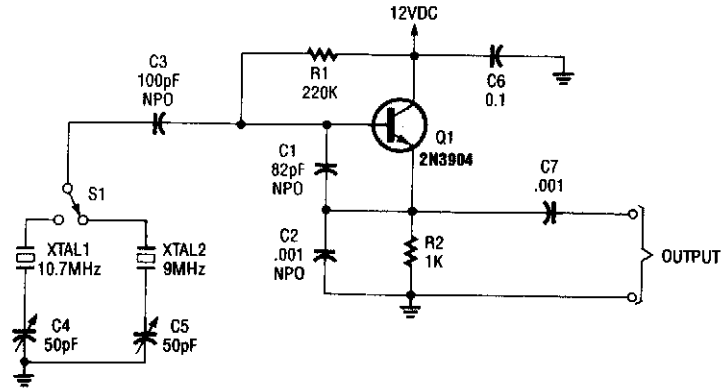 12VDC
C3
100pF
NPO
R1
220K
C6
0.1
Q1
2N3904
C1
82pF
NPO
C7
.001
S1
XTAL1
10.7MHz
XTAL2
9MHz
C2
.001
NPO
R2
1K
OUTPUT
C4
50pF
C5
50pF